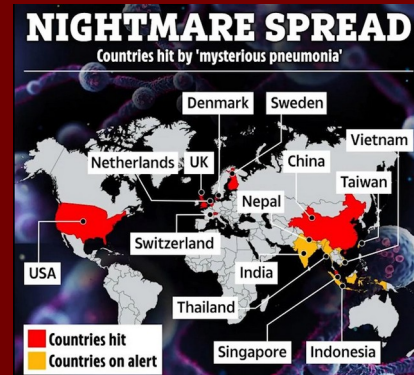 NIGHTMARE SPREAD
Countries hit by 'mysterious pneumonia'
Denmark
Sweden
Vietnam
Netherlands
UK
China
Taiwan
Nepal
Switzerland
USA
India
Thailand
Singapore
Indonesia
Countries hit
Countries on alert